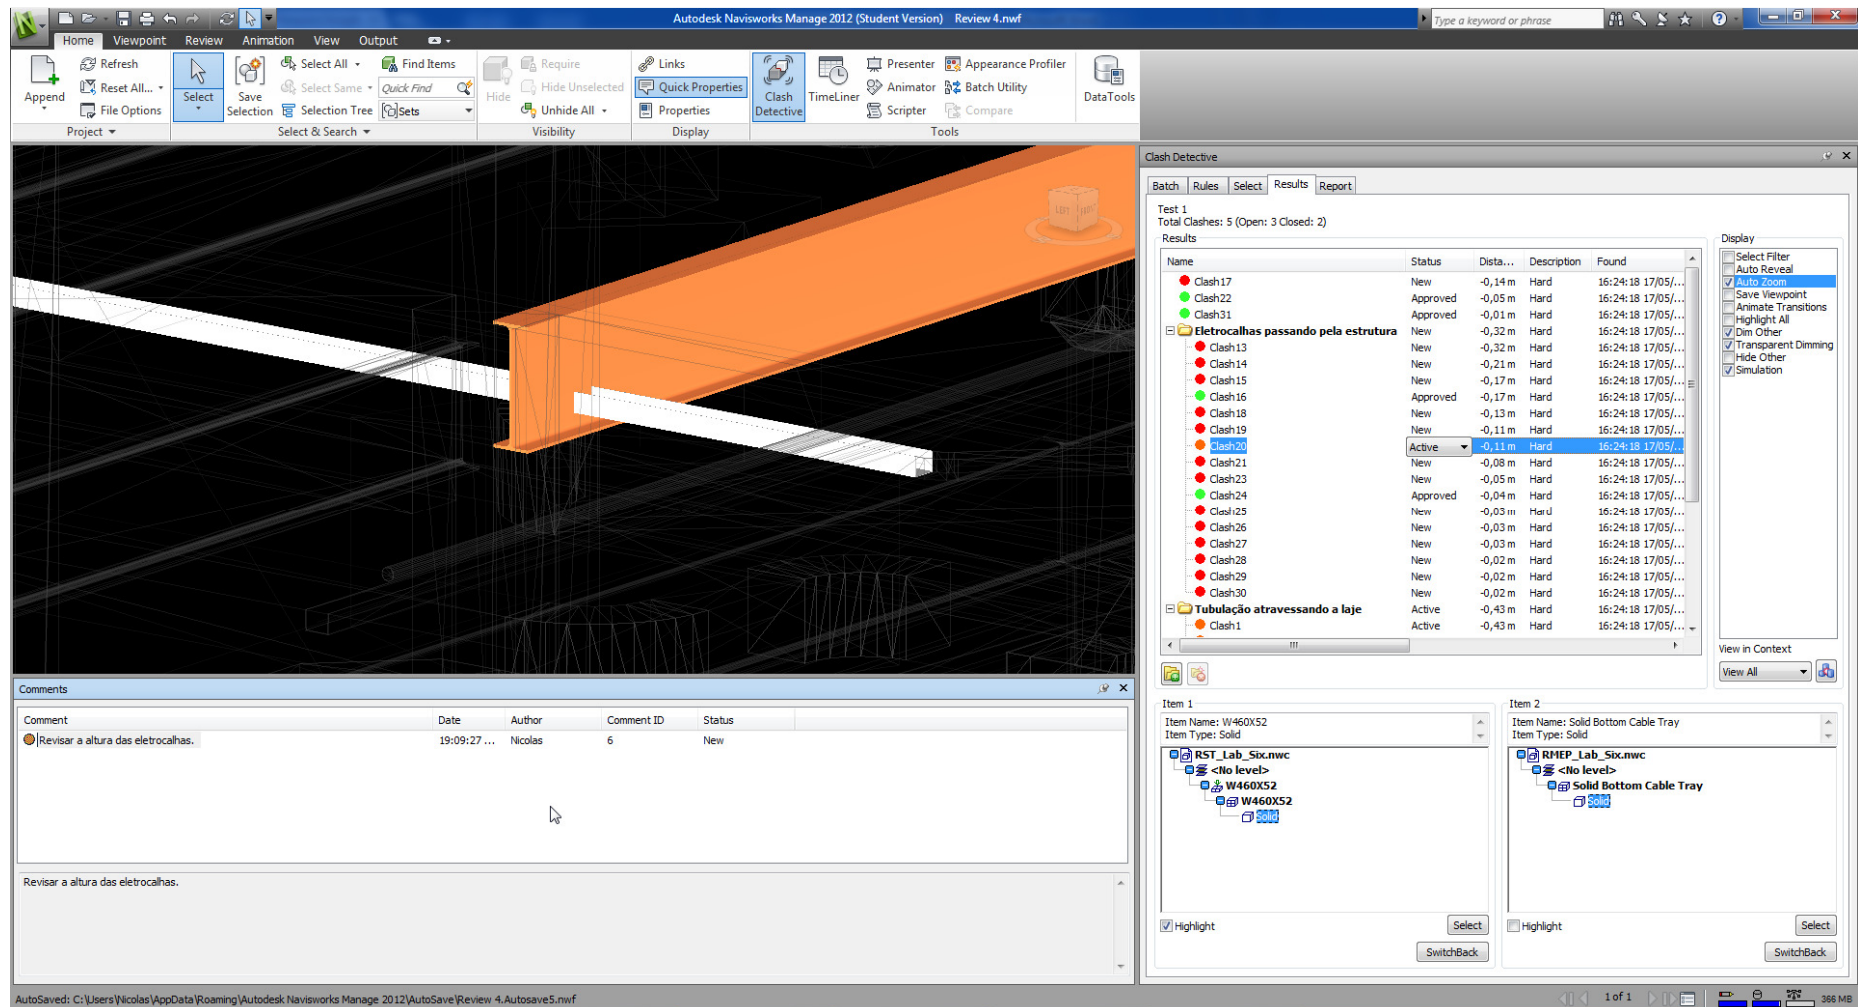 Autodesk Navisworks Manage 2012 (Student Version) Review 4.nwf
Type a keyword or phrase
Home Viewpoint Review Animation View Output
Append
Refresh
Reset All...
File Options
Project
Select
Save Selection
Select All
Select Same
Selection Tree
Find Items
Quick Find
Sets
Select & Search
Hide
Require
Hide Unselected
Unhide All
Visibility
Links
Quick Properties
Properties
Display
Clash Detective
TimeLiner
Presenter
Animator
Scripter
Appearance Profiler
Batch Utility
Compare
DataTools
Tools
LEFT
Clash Detective
Batch Rules Select Results Report
Test 1
Total Clashes: 5 (Open: 3 Closed: 2)
Results
Name Status Dista... Description Found
Clash17 New -0,14 m Hard 16:24:18 17/05/...
Clash22 Approved -0,05 m Hard 16:24:18 17/05/...
Clash31 Approved -0,01 m Hard 16:24:18 17/05/...
Eletrocalhas passando pela estrutura New -0,32 m Hard 16:24:18 17/05/...
Clash13 New -0,32 m Hard 16:24:18 17/05/...
Clash14 New -0,21 m Hard 16:24:18 17/05/...
Clash15 New -0,17 m Hard 16:24:18 17/05/...
Clash16 Approved -0,17 m Hard 16:24:18 17/05/...
Clash18 New -0,13 m Hard 16:24:18 17/05/...
Clash19 New -0,11 m Hard 16:24:18 17/05/...
Clash20 Active -0,11 m Hard 16:24:18 17/05/...
Clash21 New -0,08 m Hard 16:24:18 17/05/...
Clash23 New -0,05 m Hard 16:24:18 17/05/...
Clash24 Approved -0,04 m Hard 16:24:18 17/05/...
Clash25 New -0,03 m Hard 16:24:18 17/05/...
Clash26 New -0,03 m Hard 16:24:18 17/05/...
Clash27 New -0,03 m Hard 16:24:18 17/05/...
Clash28 New -0,02 m Hard 16:24:18 17/05/...
Clash29 New -0,02 m Hard 16:24:18 17/05/...
Clash30 New -0,02 m Hard 16:24:18 17/05/...
Tubulação atravessando a laje Active -0,43 m Hard 16:24:18 17/05/...
Clash1 Active -0,43 m Hard 16:24:18 17/05/...
Display
Select Filter
Auto Reveal
Auto Zoom
Save Viewpoint
Animate Transitions
Highlight All
Dim Other
Transparent Dimming
Hide Other
Simulation
View in Context
View All
Item 1
Item Name: W460X52
Item Type: Solid
RST_Lab_Six.nwc
<No level>
W460X52
W460X52
Solid
Highlight
Select
SwitchBack
Item 2
Item Name: Solid Bottom Cable Tray
Item Type: Solid
RMEP_Lab_Six.nwc
<No level>
Solid Bottom Cable Tray
Solid
Highlight
Select
SwitchBack
Comments
Comment Date Author Comment ID Status
Revisar a altura das eletrocalhas. 19:09:27 ... Nicolas 6 New
Revisar a altura das eletrocalhas.
AutoSaved: C:\Users\Nicolas\AppData\Roaming\Autodesk Navisworks Manage 2012\AutoSave\Review 4.Autosave5.nwf
1 of 1
366 MB